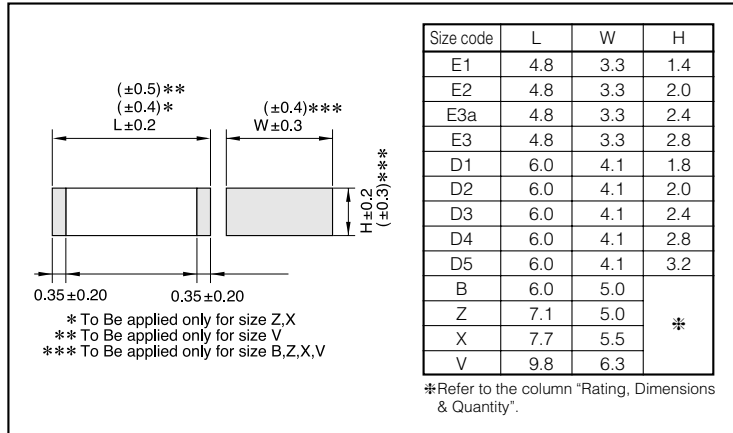 (±0.5)**
(±0.4)*
L±0.2
(±0.4)***
W±0.3
H±0.2
(±0.3)***
0.35±0.20 0.35±0.20
* To Be applied only for size Z,X
** To Be applied only for size V
*** To Be applied only for size B,Z,X,V
Size code L W H
E1 4.8 3.3 1.4
E2 4.8 3.3 2.0
E3a 4.8 3.3 2.4
E3 4.8 3.3 2.8
D1 6.0 4.1 1.8
D2 6.0 4.1 2.0
D3 6.0 4.1 2.4
D4 6.0 4.1 2.8
D5 6.0 4.1 3.2
B 6.0 5.0
Z 7.1 5.0
❉
X 7.7 5.5
V 9.8 6.3
❉Refer to the column “Rating, Dimensions
& Quantity”.